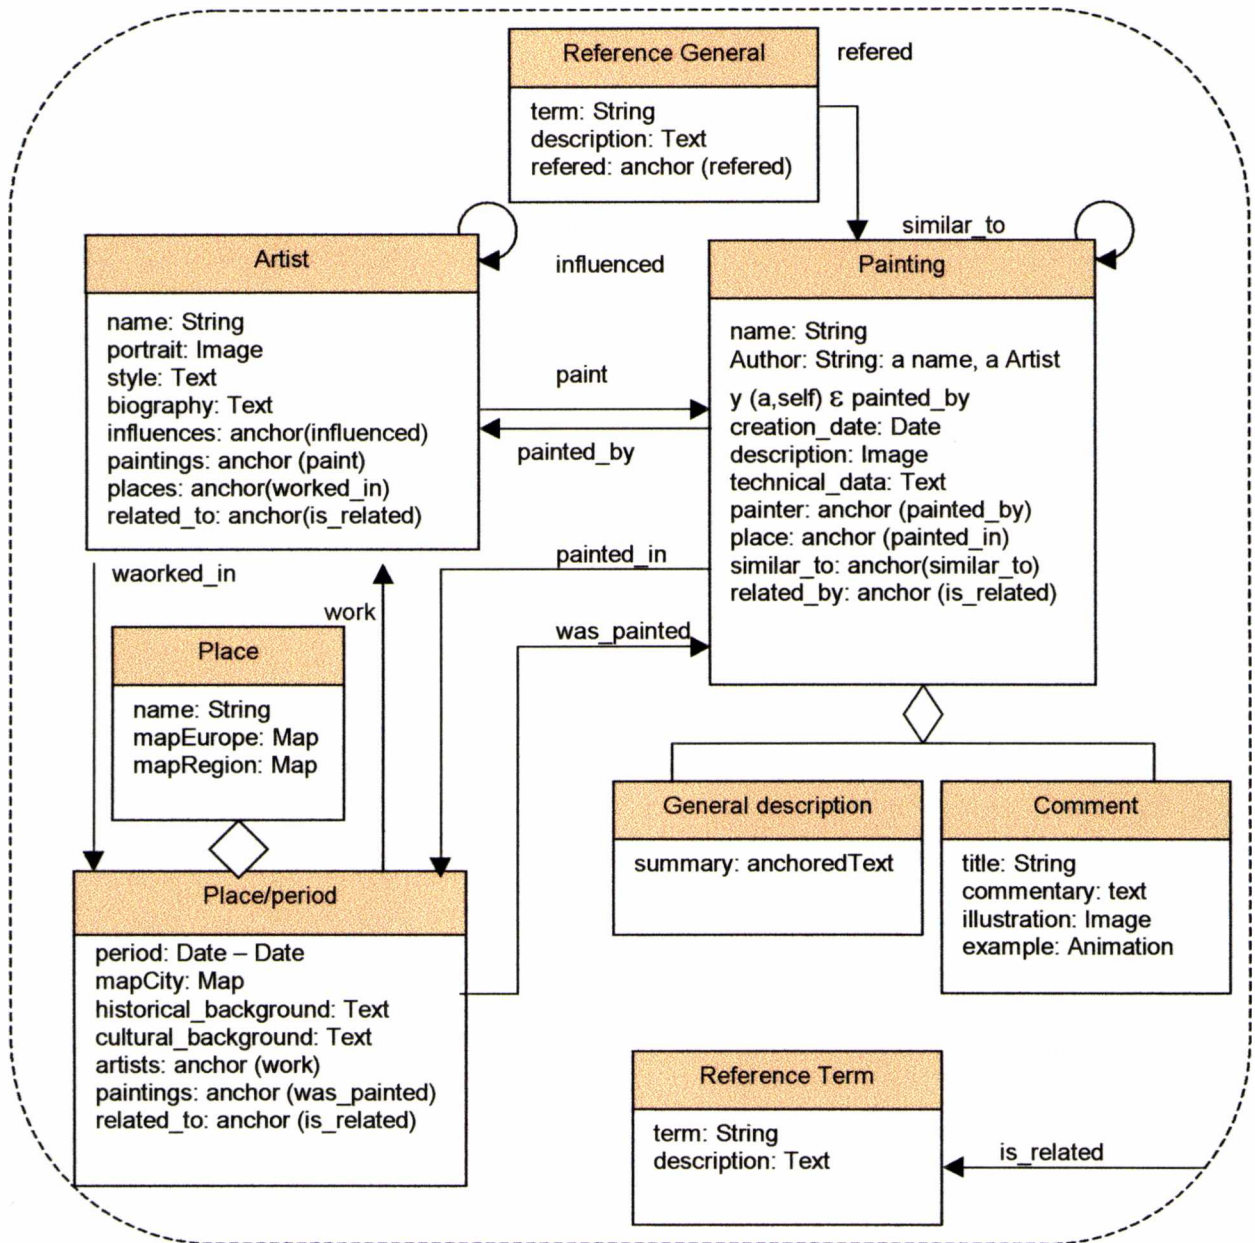 Reference General
refered
term: String
description: Text
refered: anchor (refered)
Artist
influenced
similar_to
Painting
name: String
portrait: Image
style: Text
biography: Text
influences: anchor(influenced)
paintings: anchor (paint)
places: anchor(worked_in)
related_to: anchor(is_related)
paint
painted_by
name: String
Author: String: a name, a Artist
y (a,self) ε painted_by
creation_date: Date
description: Image
technical_data: Text
painter: anchor (painted_by)
place: anchor (painted_in)
similar_to: anchor(similar_to)
related_by: anchor (is_related)
waorked_in
work
painted_in
was_painted
Place
name: String
mapEurope: Map
mapRegion: Map
General description
summary: anchoredText
Comment
title: String
commentary: text
illustration: Image
example: Animation
Place/period
period: Date – Date
mapCity: Map
historical_background: Text
cultural_background: Text
artists: anchor (work)
paintings: anchor (was_painted)
related_to: anchor (is_related)
Reference Term
term: String
description: Text
is_related